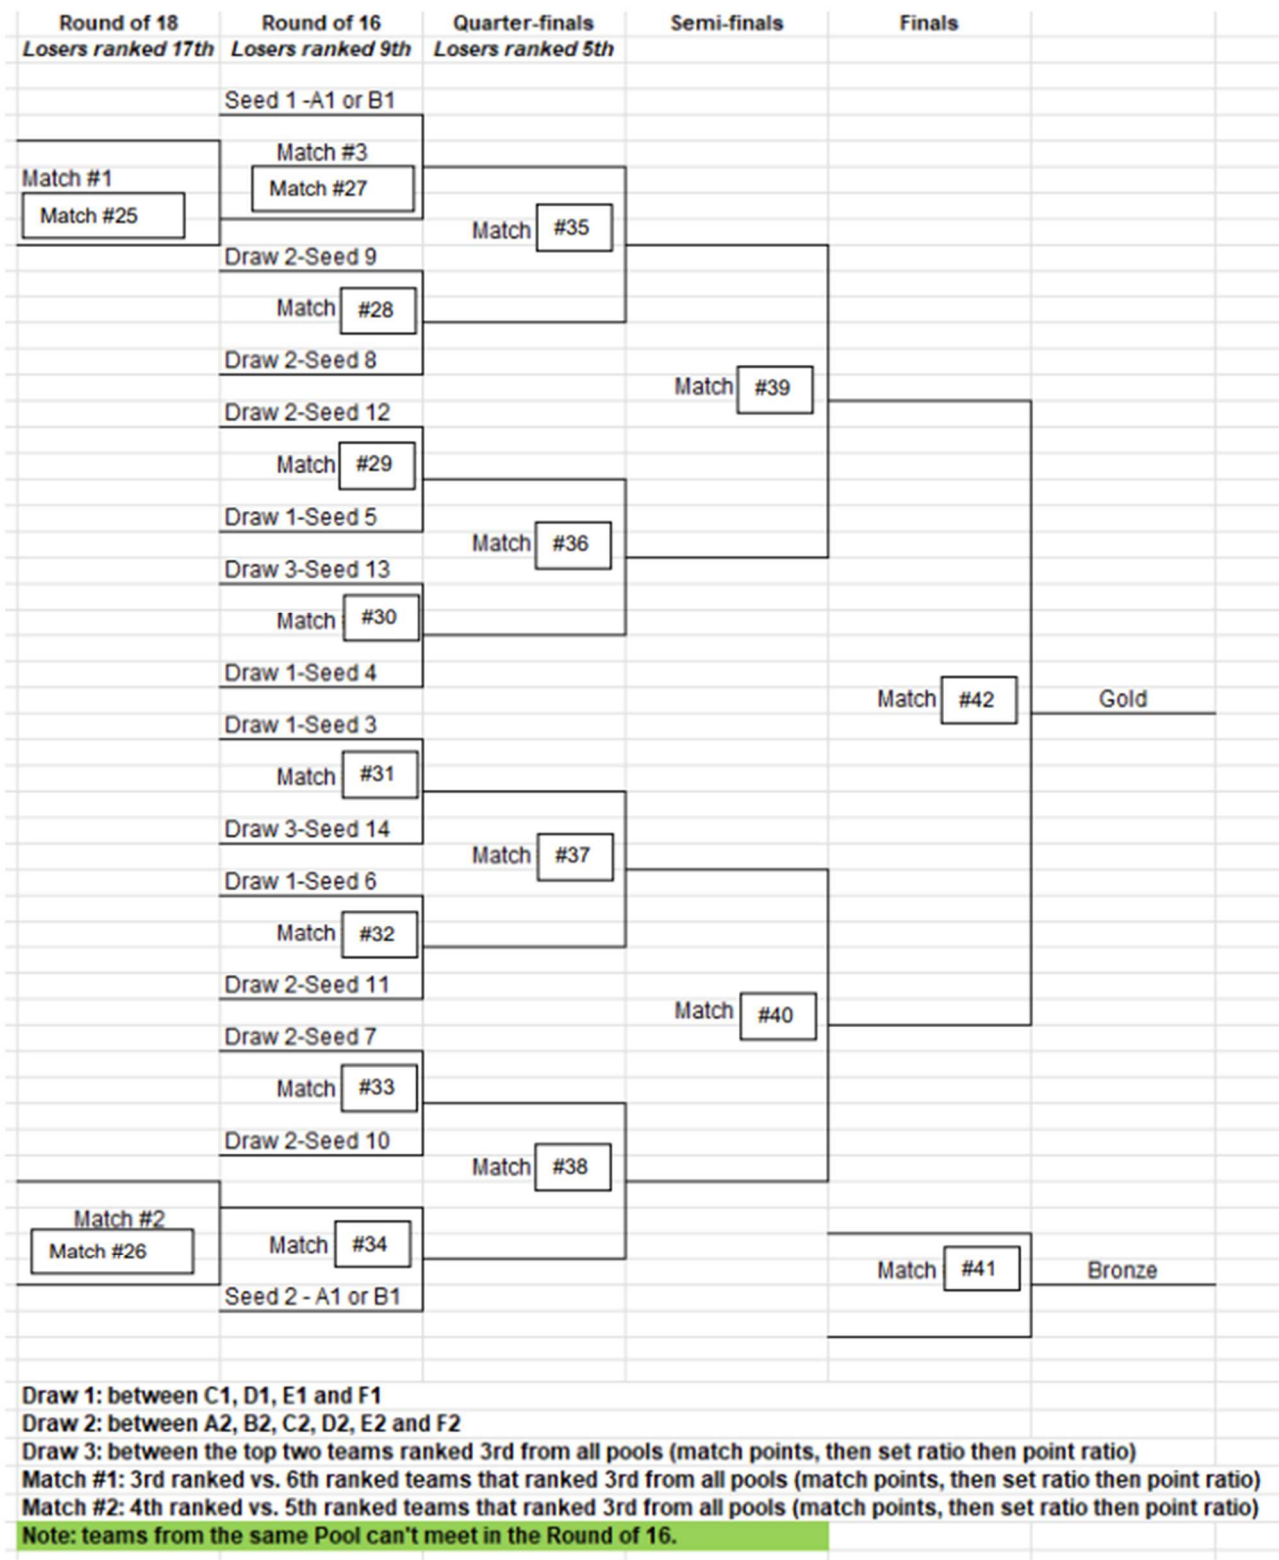 Round of 18 Round of 16 Quarter-finals Semi-finals Finals
Losers ranked 17th Losers ranked 9th Losers ranked 5th
Seed 1 -A1 or B1
Match #3
Match #27
Match #1
Match #25
Match #35
Draw 2-Seed 9
Match #28
Draw 2-Seed 8
Match #39
Draw 2-Seed 12
Match #29
Draw 1-Seed 5
Match #36
Draw 3-Seed 13
Match #30
Draw 1-Seed 4
Match #42 Gold
Draw 1-Seed 3
Match #31
Draw 3-Seed 14
Match #37
Draw 1-Seed 6
Match #32
Draw 2-Seed 11
Match #40
Draw 2-Seed 7
Match #33
Draw 2-Seed 10
Match #38
Match #2
Match #26
Match #34
Match #41 Bronze
Seed 2 - A1 or B1
Draw 1: between C1, D1, E1 and F1
Draw 2: between A2, B2, C2, D2, E2 and F2
Draw 3: between the top two teams ranked 3rd from all pools (match points, then set ratio then point ratio)
Match #1: 3rd ranked vs. 6th ranked teams that ranked 3rd from all pools (match points, then set ratio then point ratio)
Match #2: 4th ranked vs. 5th ranked teams that ranked 3rd from all pools (match points, then set ratio then point ratio)
Note: teams from the same Pool can't meet in the Round of 16.